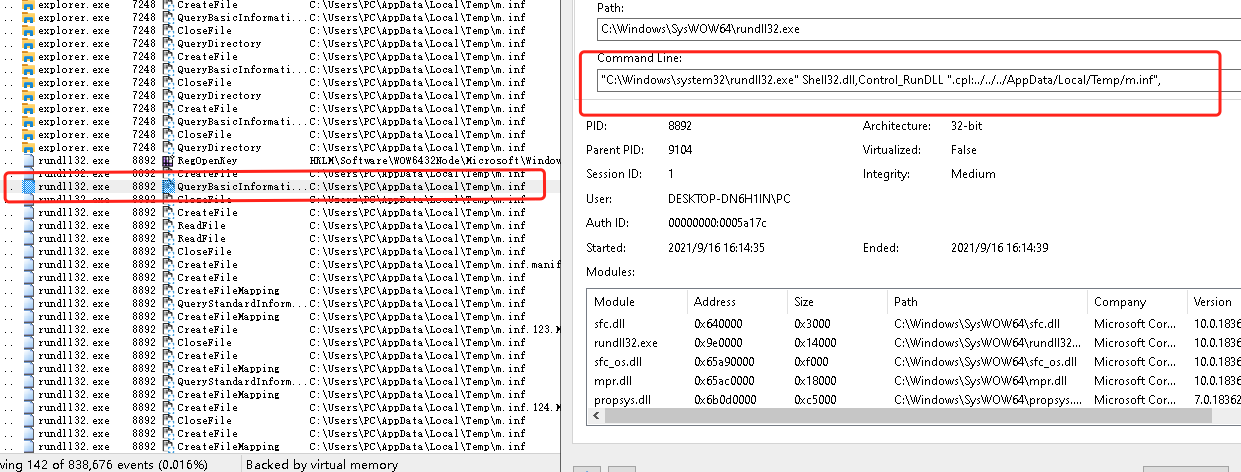 explorer.exe 7248 CreateFile C:\Users\PC\AppData\Local\Temp\m.inf
explorer.exe 7248 QueryBasicInformati... C:\Users\PC\AppData\Local\Temp\m.inf
explorer.exe 7248 CloseFile C:\Users\PC\AppData\Local\Temp\m.inf
explorer.exe 7248 QueryDirectory C:\Users\PC\AppData\Local\Temp\m.inf
explorer.exe 7248 CreateFile C:\Users\PC\AppData\Local\Temp\m.inf
explorer.exe 7248 QueryBasicInformati... C:\Users\PC\AppData\Local\Temp\m.inf
explorer.exe 7248 CloseFile C:\Users\PC\AppData\Local\Temp\m.inf
explorer.exe 7248 QueryDirectory C:\Users\PC\AppData\Local\Temp\m.inf
explorer.exe 7248 CreateFile C:\Users\PC\AppData\Local\Temp\m.inf
explorer.exe 7248 QueryBasicInformati... C:\Users\PC\AppData\Local\Temp\m.inf
explorer.exe 7248 CloseFile C:\Users\PC\AppData\Local\Temp\m.inf
explorer.exe 7248 QueryDirectory C:\Users\PC\AppData\Local\Temp\m.inf
.. rundll32.exe 8892 RegOpenKey HKLM\Software\WOW6432Node\Microsoft\Window
.. rundll32.exe 8892 CreateFile C:\Users\PC\AppData\Local\Temp\m.inf
.. rundll32.exe 8892 QueryBasicInformati... C:\Users\PC\AppData\Local\Temp\m.inf
.. rundll32.exe 8892 CloseFile C:\Users\PC\AppData\Local\Temp\m.inf
.. rundll32.exe 8892 CreateFile C:\Users\PC\AppData\Local\Temp\m.inf
.. rundll32.exe 8892 ReadFile C:\Users\PC\AppData\Local\Temp\m.inf
.. rundll32.exe 8892 ReadFile C:\Users\PC\AppData\Local\Temp\m.inf
.. rundll32.exe 8892 CloseFile C:\Users\PC\AppData\Local\Temp\m.inf
.. rundll32.exe 8892 CreateFile C:\Users\PC\AppData\Local\Temp\m.inf.manif
.. rundll32.exe 8892 CreateFile C:\Users\PC\AppData\Local\Temp\m.inf
.. rundll32.exe 8892 CreateFileMapping C:\Users\PC\AppData\Local\Temp\m.inf
.. rundll32.exe 8892 QueryStandardInform... C:\Users\PC\AppData\Local\Temp\m.inf
.. rundll32.exe 8892 CreateFileMapping C:\Users\PC\AppData\Local\Temp\m.inf
.. rundll32.exe 8892 CreateFile C:\Users\PC\AppData\Local\Temp\m.inf.123.M
.. rundll32.exe 8892 CreateFile C:\Users\PC\AppData\Local\Temp\m.inf
.. rundll32.exe 8892 CreateFileMapping C:\Users\PC\AppData\Local\Temp\m.inf
.. rundll32.exe 8892 QueryStandardInform... C:\Users\PC\AppData\Local\Temp\m.inf
.. rundll32.exe 8892 CreateFileMapping C:\Users\PC\AppData\Local\Temp\m.inf
.. rundll32.exe 8892 CreateFile C:\Users\PC\AppData\Local\Temp\m.inf.124.M
.. rundll32.exe 8892 CloseFile C:\Users\PC\AppData\Local\Temp\m.inf
.. rundll32.exe 8892 CreateFile C:\Users\PC\AppData\Local\Temp\m.inf
.. rundll32.exe 8892 CreateFileMapping C:\Users\PC\AppData\Local\Temp\m.inf
ving 142 of 838,676 events (0.016%) Backed by virtual memory
Path:
C:\Windows\SysWOW64\rundll32.exe
Command Line:
"C:\Windows\system32\rundll32.exe" Shell32.dll,Control_RunDLL ".cpl:../../../AppData/Local/Temp/m.inf",
PID: 8892 Architecture: 32-bit
Parent PID: 9104 Virtualized: False
Session ID: 1 Integrity: Medium
User: DESKTOP-DN6H1IN\PC
Auth ID: 00000000:0005a17c
Started: 2021/9/16 16:14:35 Ended: 2021/9/16 16:14:39
Modules:
Module Address Size Path Company Version
sfc.dll 0x640000 0x3000 C:\Windows\SysWOW64\sfc.dll Microsoft Cor... 10.0.1836
rundll32.exe 0x9e0000 0x14000 C:\Windows\SysWOW64\rundll32... Microsoft Cor... 10.0.1836
sfc_os.dll 0x65a90000 0xf000 C:\Windows\SysWOW64\sfc_os.dll Microsoft Cor... 10.0.1836
mpr.dll 0x65ac0000 0x18000 C:\Windows\SysWOW64\mpr.dll Microsoft Cor... 10.0.1836
propsys.dll 0x6b0d0000 0xc5000 C:\Windows\SysWOW64\propsys.... Microsoft Cor... 7.0.18362